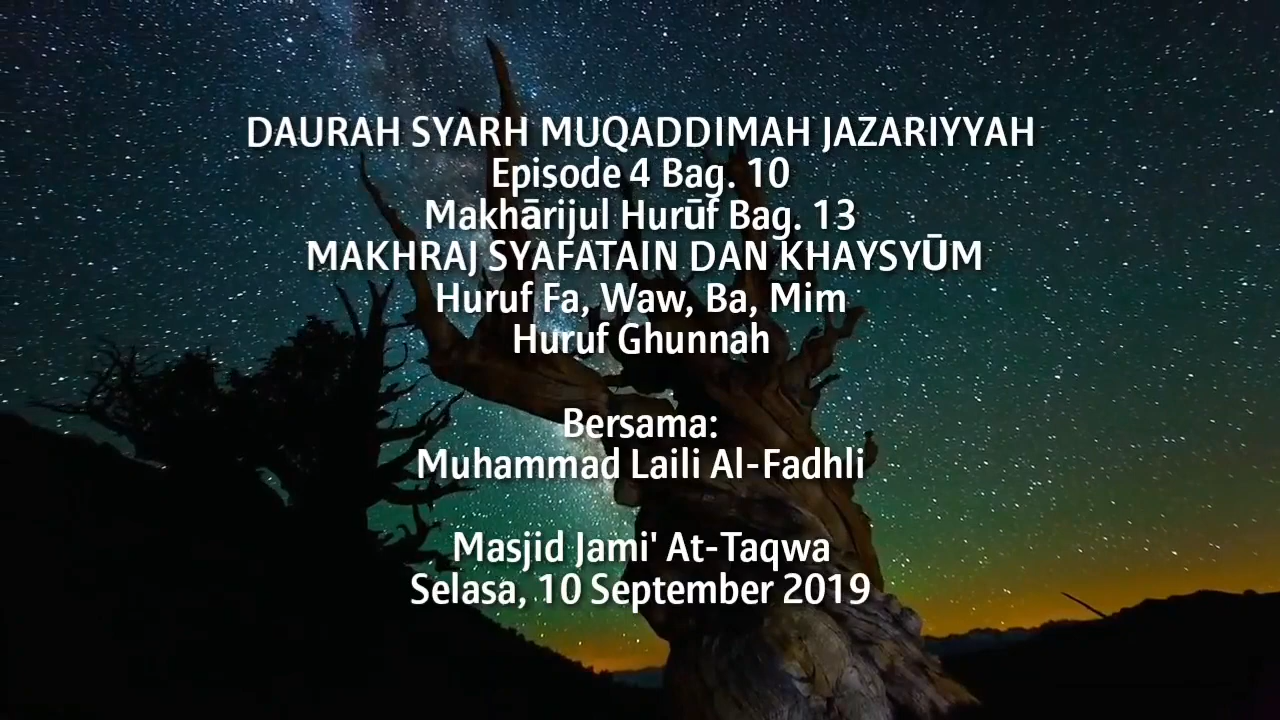 DAURAH SYARH MUQADDIMAH JAZARIYYAH
Episode 4 Bag. 10
Makhārijul Hurūf Bag. 13
MAKHRAJ SYAFATAIN DAN KHAYSYŪM
Huruf Fa, Waw, Ba, Mim
Huruf Ghunnah
Bersama:
Muhammad Laili Al-Fadhli
Masjid Jami' At-Taqwa
Selasa, 10 September 2019